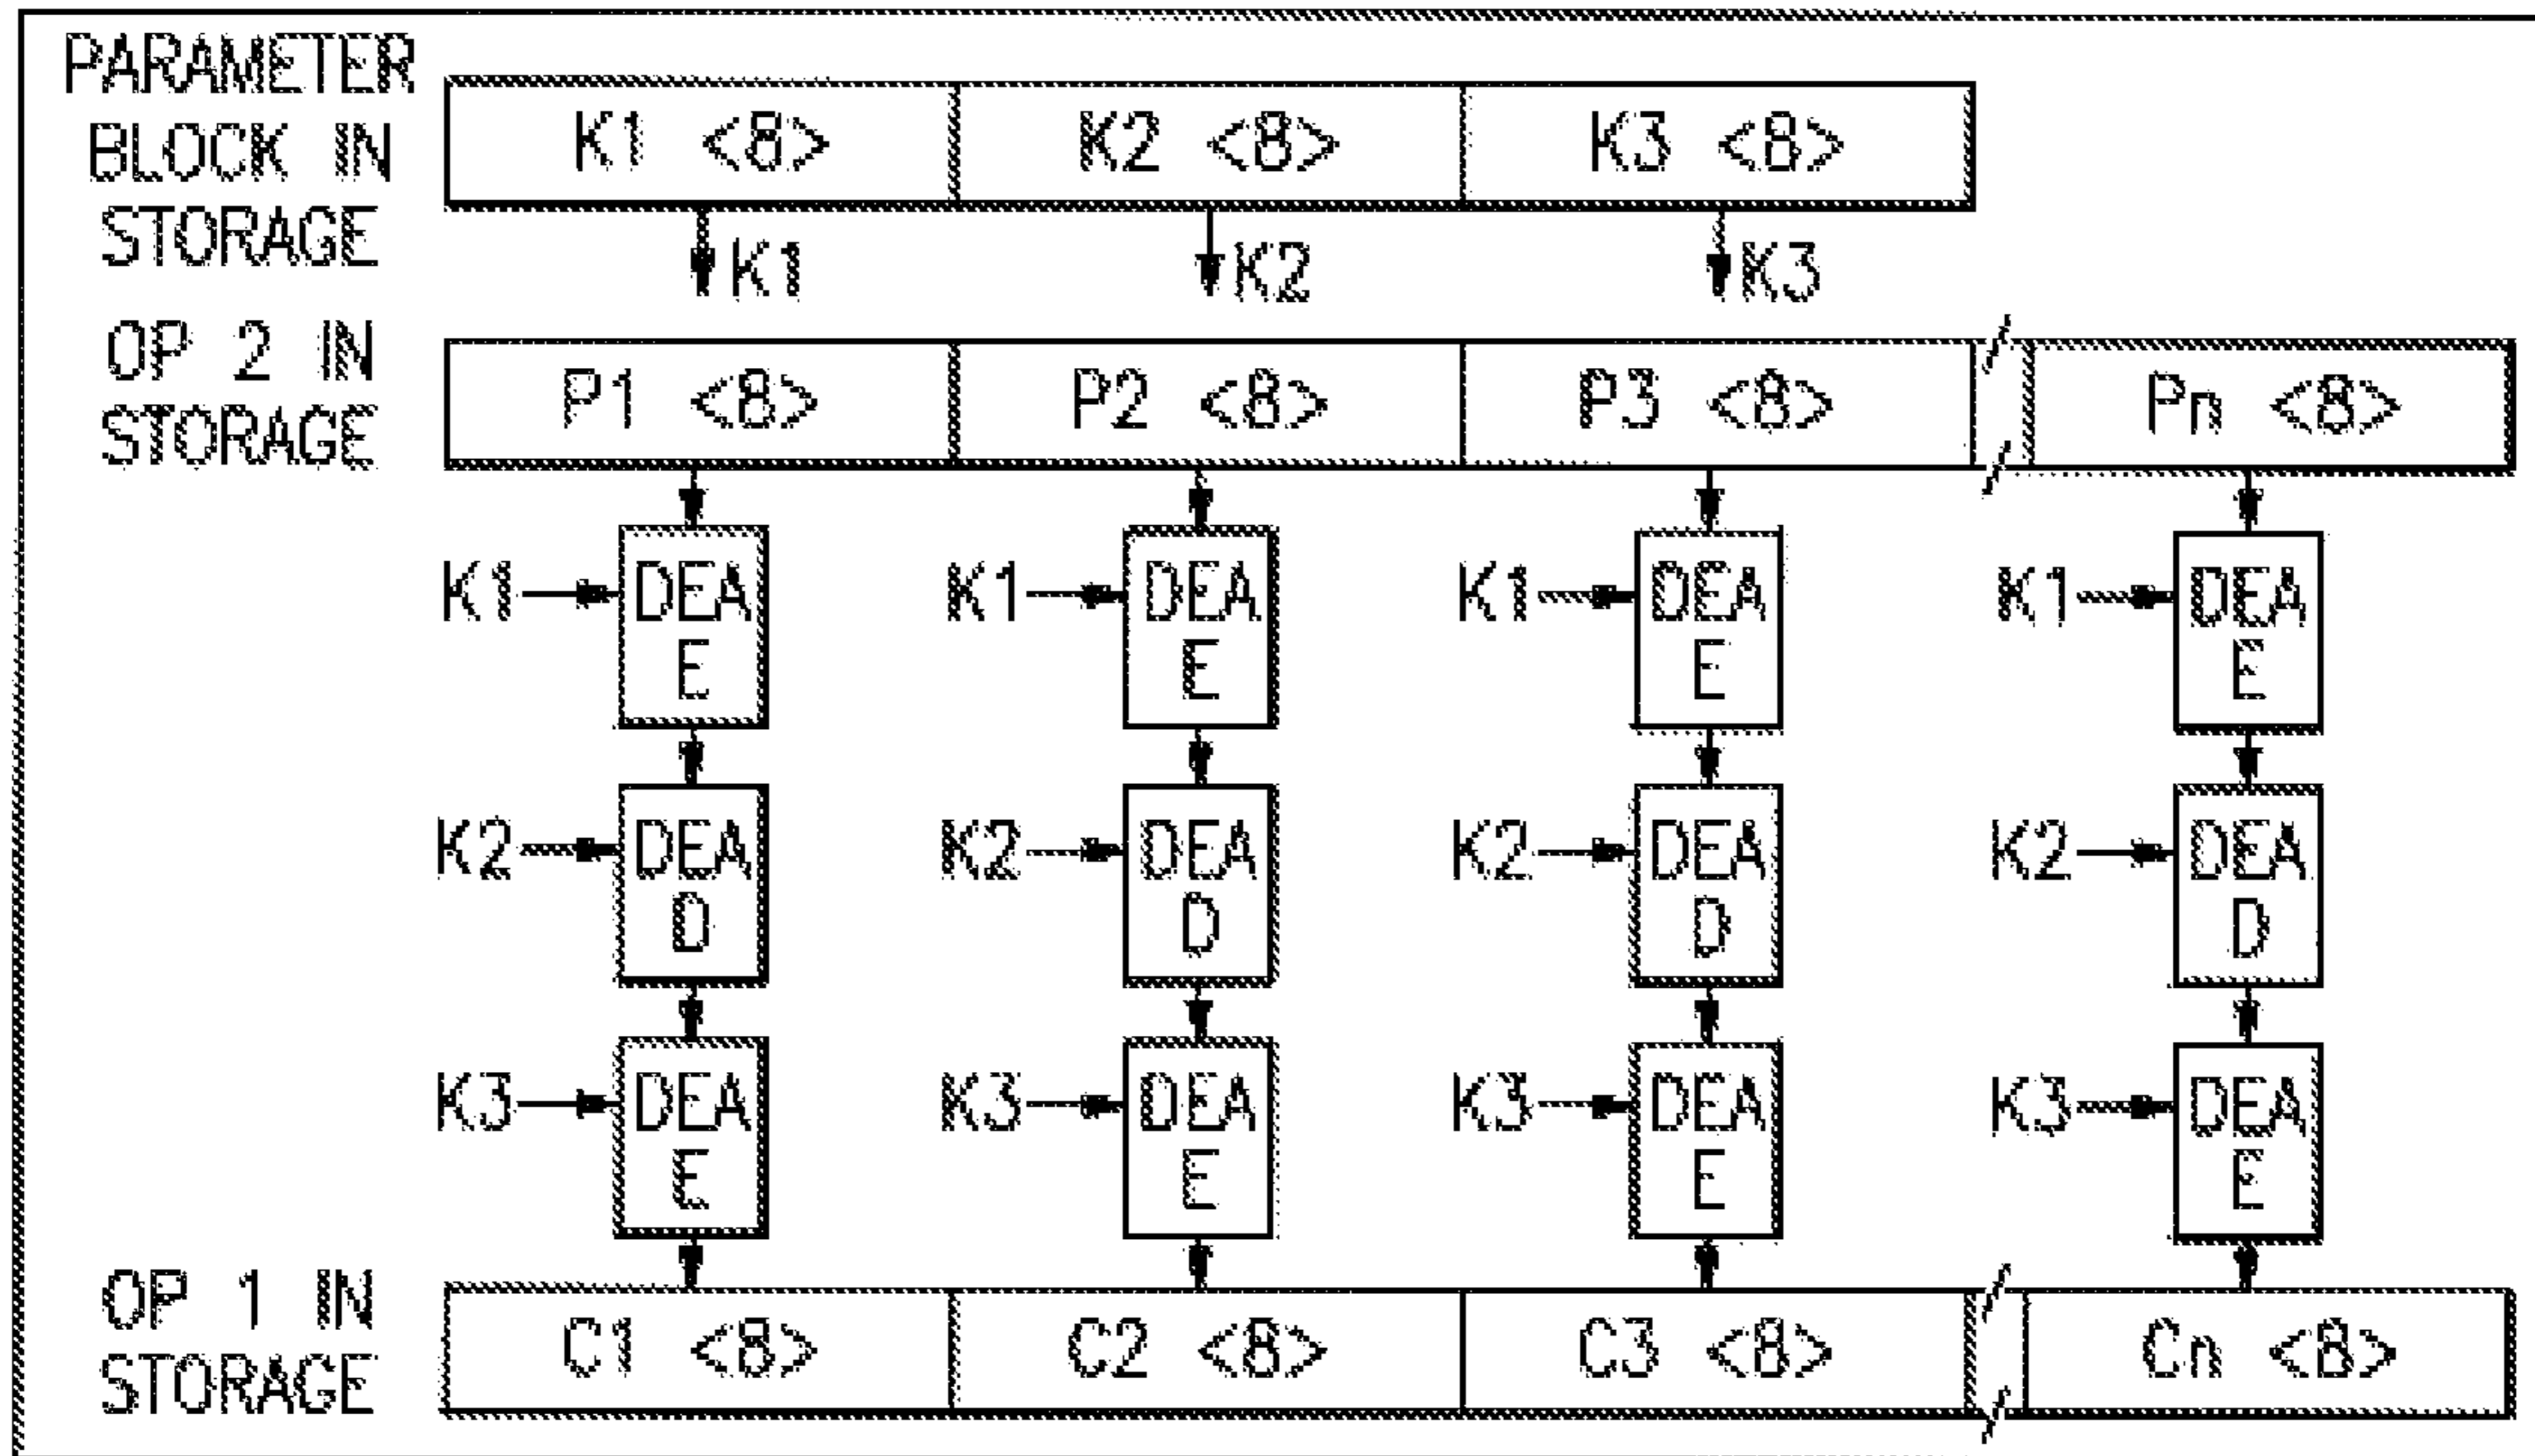 PARAMETER
BLOCK IN
STORAGE
K1 <8> K2 <8> K3 <8>
K1 K2 K3
OP 2 IN
STORAGE
P1 <8> P2 <8> P3 <8> Pn <8>
K1 DEA K1 DEA K1 DEA K1 DEA
E E E E
K2 DEA K2 DEA K2 DEA K2 DEA
D D D D
K3 DEA K3 DEA K3 DEA K3 DEA
E E E E
OP 1 IN
STORAGE
C1 <8> C2 <8> C3 <8> Cn <8>